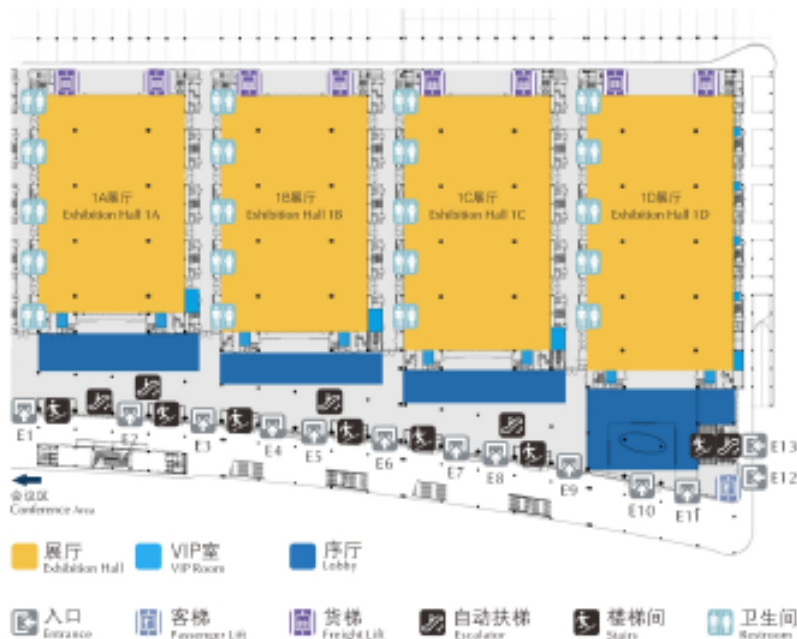 1A展厅
Exhibition Hall 1A
1B展厅
Exhibition Hall 1B
1C展厅
Exhibition Hall 1C
1D展厅
Exhibition Hall 1D
E1
E2
E3
E4
E5
E6
E7
E8
E9
E10
E11
E13
E12
会议区
Conference Area
展厅
Exhibition Hall
VIP室
VIP Room
序厅
Lobby
入口
Entrance
客梯
Passenger Lift
货梯
Freight Lift
自动扶梯
Escalator
楼梯间
Stairs
卫生间
Restrooms